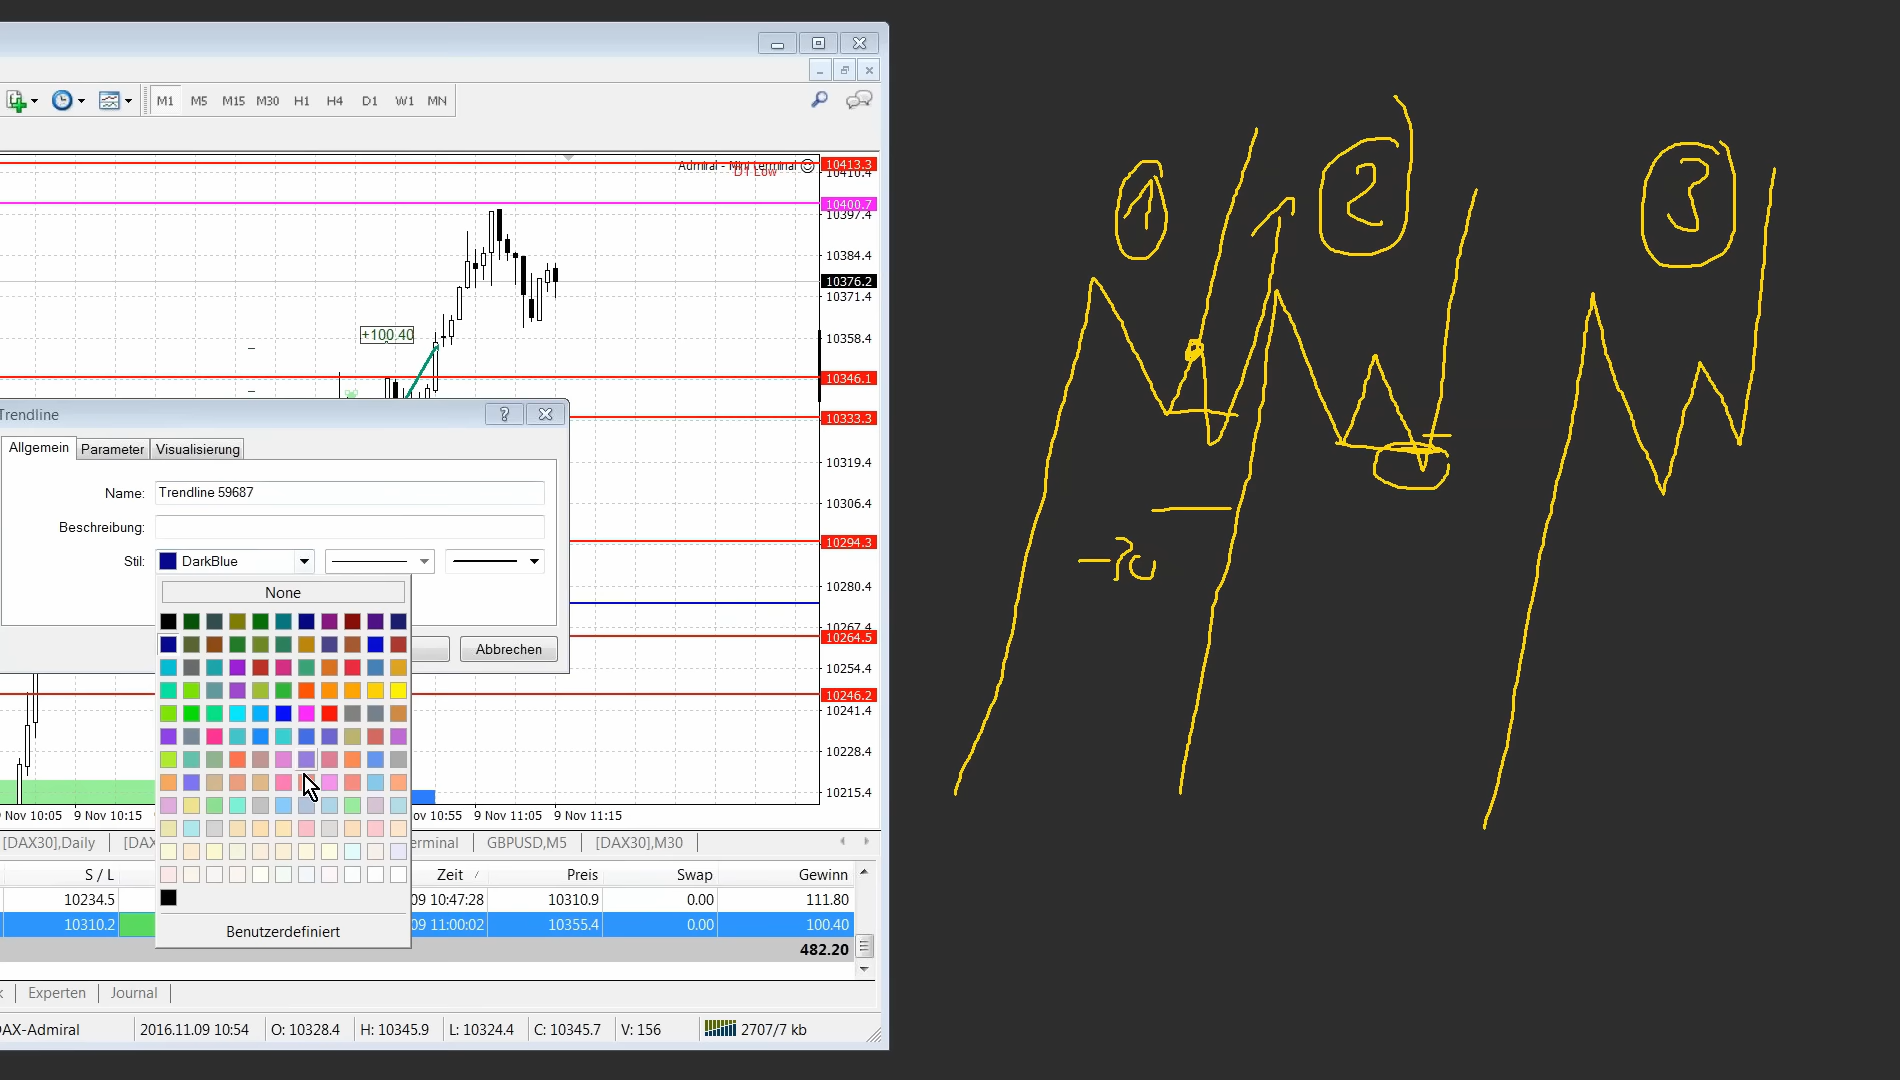 M1 M5 M15 M30 H1 H4 D1 W1 MN
Admiral - Mini terminal
D1 Low
10413.3
10410.4
10400.7
10397.4
10384.4
10376.2
10371.4
10358.4
10346.1
10333.3
10319.4
10306.4
10294.3
10280.4
10267.4
10264.5
10254.4
10246.2
10241.4
10228.4
10215.4
+100.40
Trendline
Allgemein Parameter Visualisierung
Name: Trendline 59687
Beschreibung:
Stil: DarkBlue
None
Abbrechen
Benutzerdefiniert
Nov 10:05 9 Nov 10:15 ov 10:55 9 Nov 11:05 9 Nov 11:15
[DAX30],Daily [DAX erminal GBPUSD,M5 [DAX30],M30
S / L Zeit / Preis Swap Gewinn
10234.5 09 10:47:28 10310.9 0.00 111.80
10310.2 09 11:00:02 10355.4 0.00 100.40
482.20
Experten Journal
DAX-Admiral 2016.11.09 10:54 O: 10328.4 H: 10345.9 L: 10324.4 C: 10345.7 V: 156 2707/7 kb
1 2 3